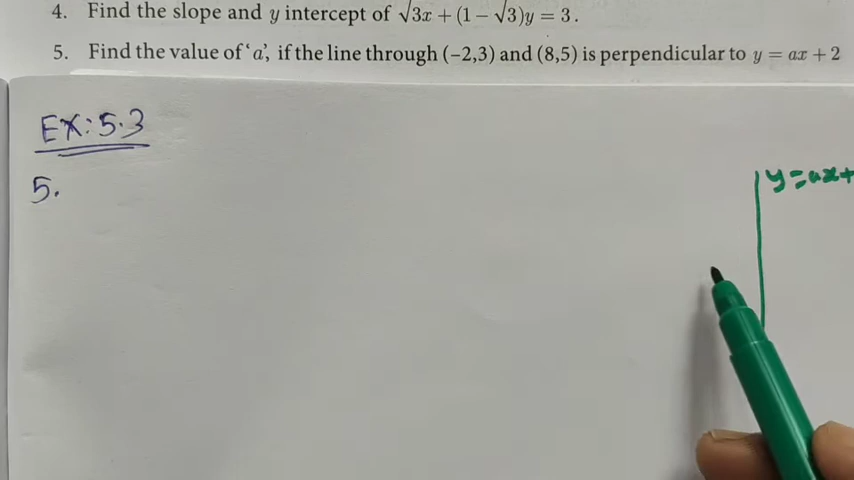 4. Find the slope and y intercept of √3x + (1 − √3)y = 3.
5. Find the value of ‘a’, if the line through (−2,3) and (8,5) is perpendicular to y = ax + 2
EX: 5.3
5.
y = ax +